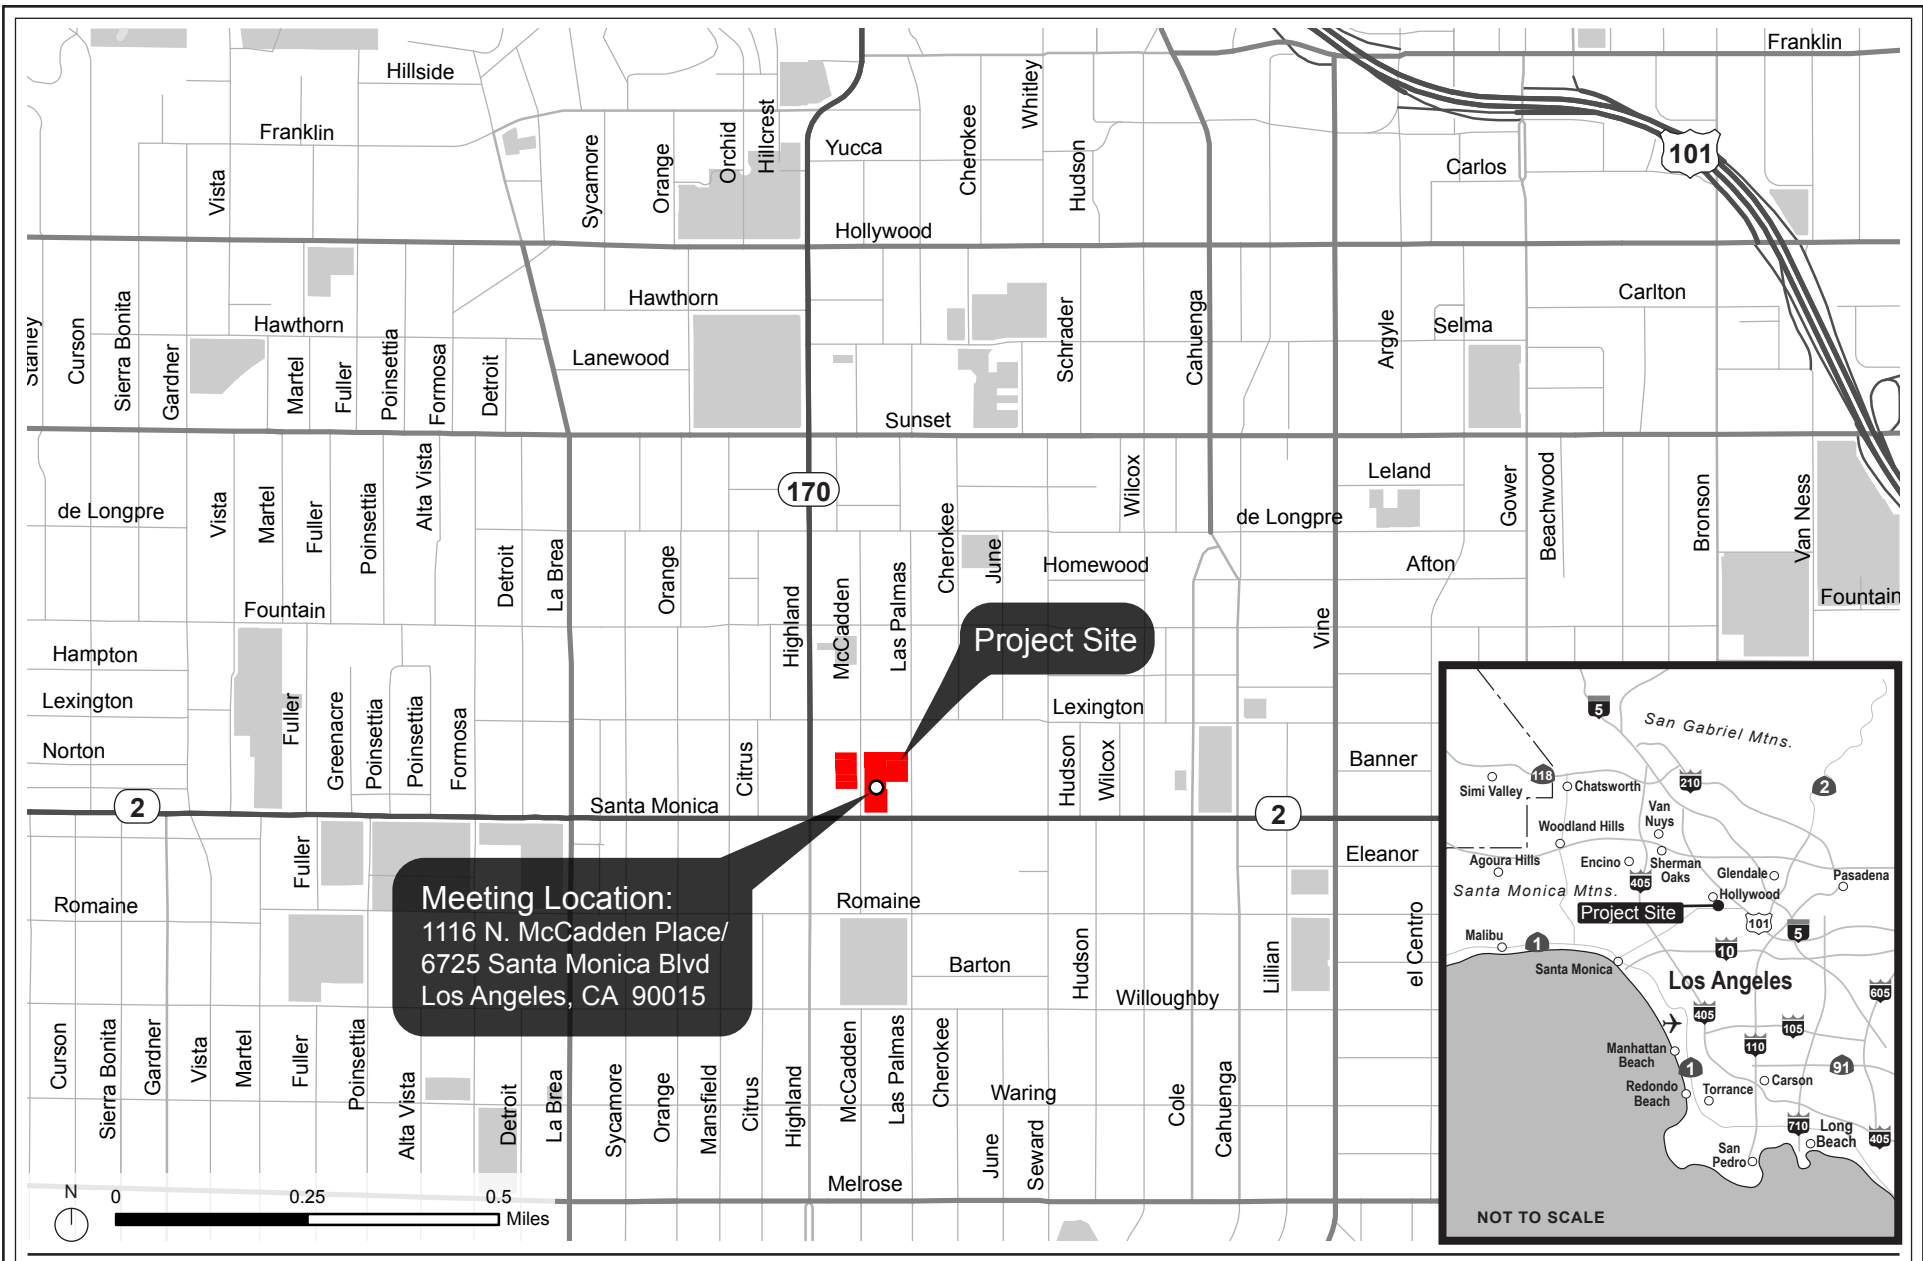 Franklin
Hillside
Franklin
Vista
Sycamore
Orange
Orchid
Hillcrest
Yucca
Cherokee
Whitley
Hudson
Carlos
101
Hollywood
Stanley
Curson
Sierra Bonita
Gardner
Hawthorn
Martel
Fuller
Poinsettia
Formosa
Detroit
Hawthorn
Lanewood
Sunset
Schrader
Cahuenga
Argyle
Selma
Carlton
170
de Longpre
Vista
Martel
Fuller
Poinsettia
Alta Vista
Detroit
La Brea
Orange
Highland
McCadden
Las Palmas
Cherokee
June
Homewood
Wilcox
de Longpre
Leland
Afton
Gower
Beachwood
Bronson
Van Ness
Fountain
Fountain
Vine
Hampton
Lexington
Norton
Fuller
Greenacre
Poinsettia
Poinsettia
Formosa
Citrus
Project Site
Lexington
Hudson
Wilcox
Banner
2
Santa Monica
2
Eleanor
Fuller
Romaine
Meeting Location:
1116 N. McCadden Place/
6725 Santa Monica Blvd
Los Angeles, CA 90015
Romaine
Barton
Hudson
Willoughby
Lillian
el Centro
Curson
Sierra Bonita
Gardner
Vista
Martel
Fuller
Poinsettia
Alta Vista
Detroit
La Brea
Sycamore
Orange
Mansfield
Citrus
Highland
McCadden
Las Palmas
Cherokee
June
Waring
Seward
Cole
Cahuenga
Melrose
N
0
0.25
0.5
Miles
5
San Gabriel Mtns.
118
Simi Valley
Chatsworth
210
2
Van
Nuys
Woodland Hills
Agoura Hills
Encino
Sherman
Oaks
Glendale
Pasadena
405
Santa Monica Mtns.
Hollywood
Project Site
101
5
Malibu
1
10
Santa Monica
Los Angeles
605
405
105
110
Manhattan
Beach
1
91
Redondo
Beach
Torrance
Carson
710
Long
Beach
405
San
Pedro
NOT TO SCALE